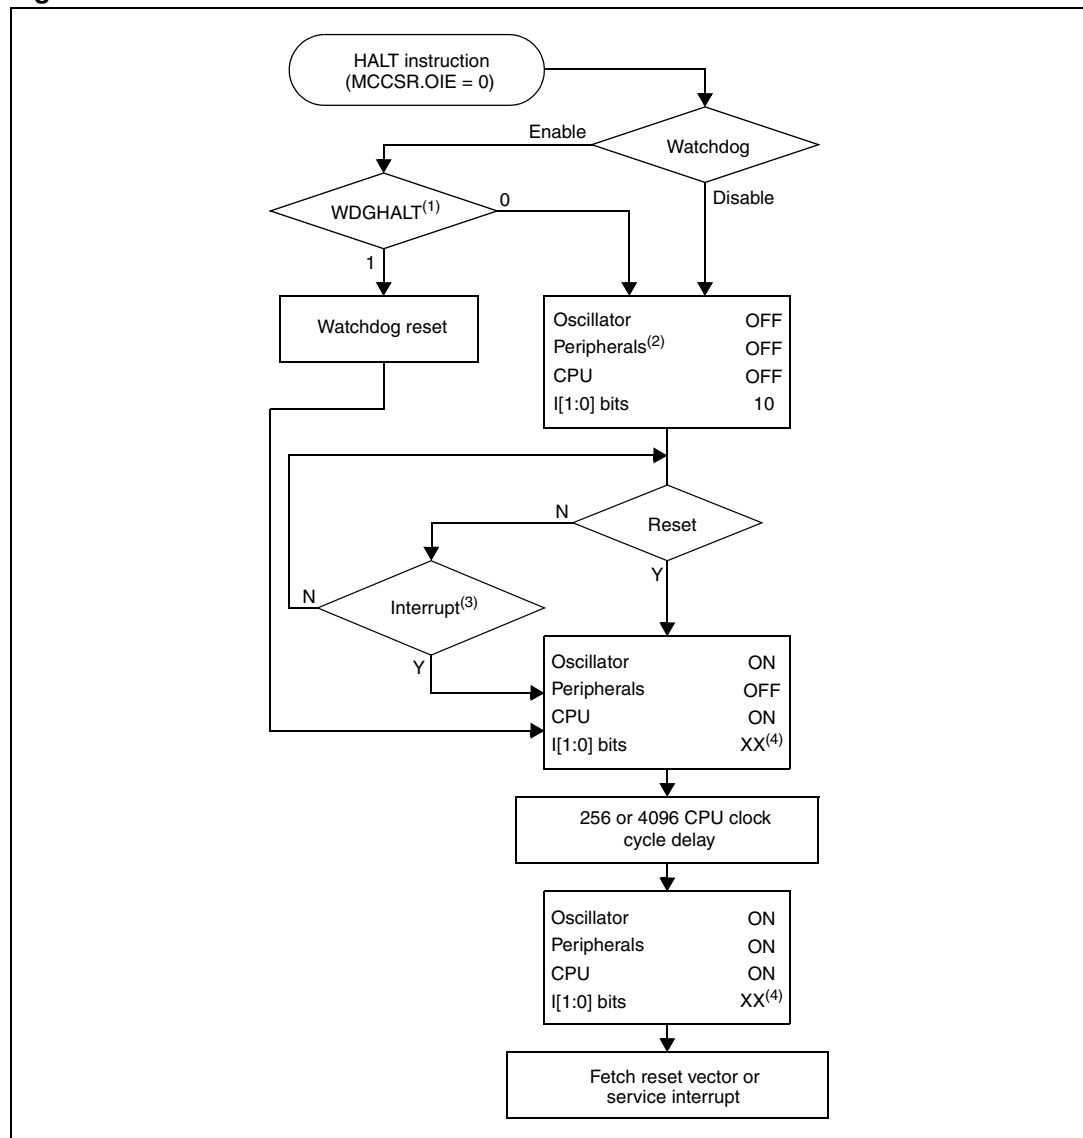 HALT instruction
(MCCSR.OIE = 0)
Enable
Watchdog
Disable
WDGHALT(1)
0
1
Watchdog reset
Oscillator OFF
Peripherals(2) OFF
CPU OFF
I[1:0] bits 10
N
Reset
Y
N
Interrupt(3)
Y
Oscillator ON
Peripherals OFF
CPU ON
I[1:0] bits XX(4)
256 or 4096 CPU clock
cycle delay
Oscillator ON
Peripherals ON
CPU ON
I[1:0] bits XX(4)
Fetch reset vector or
service interrupt